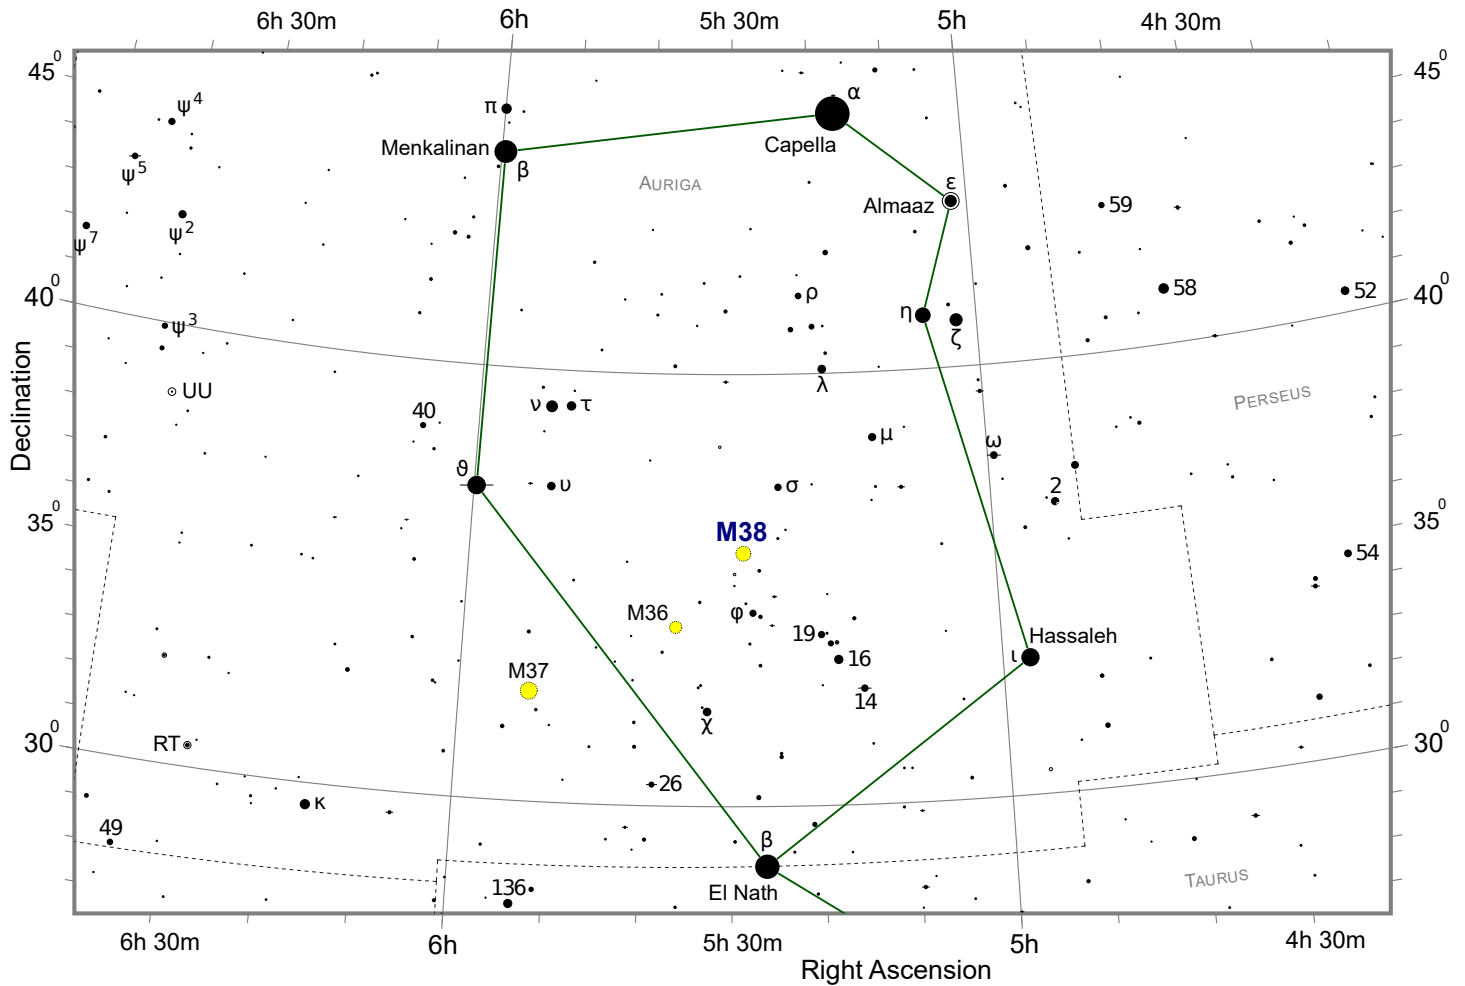 6h 30m 6h 5h 30m 5h 4h 30m
45⁰ 45⁰
α
ψ⁴ π
Menkalinan Capella
ψ⁵ β AURIGA ε
Almaaz 59
ψ² ψ⁷
40⁰ ρ 58 52 40⁰
η
ψ³ ζ
UU λ
PERSEUS
40 ν τ
μ ω
ϑ υ σ 2
35⁰ 35⁰
M38 54
M36 φ 19 Hassaleh
ι
16
M37 14
χ
30⁰ RT 30⁰
26
κ
49 β
TAURUS
136 El Nath
6h 30m 6h 5h 30m 5h 4h 30m
Right Ascension
Declination